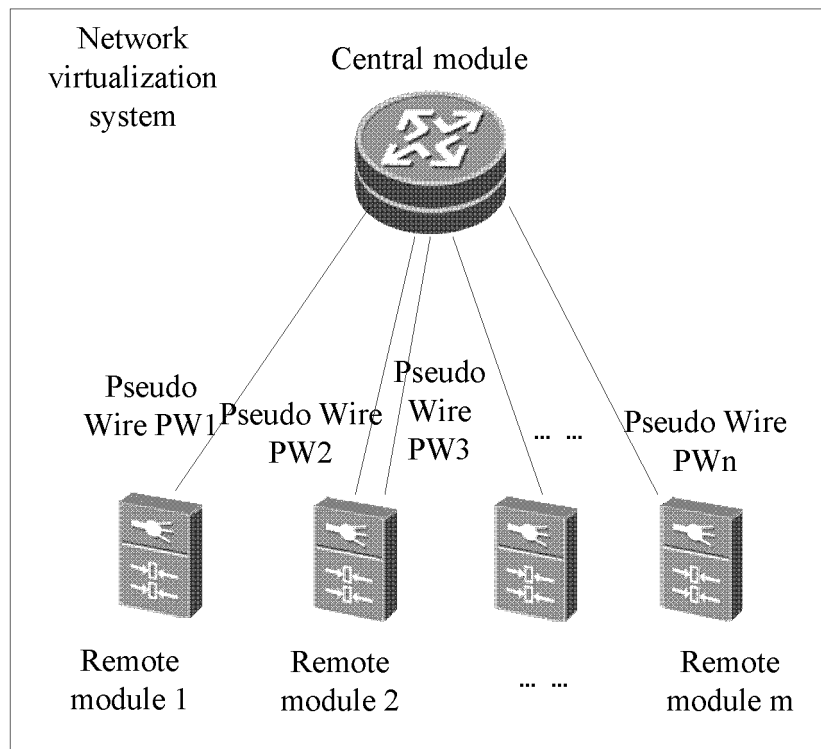 Network
virtualization
system
Central module
Pseudo
Wire PW1
Pseudo Wire
PW2
Pseudo
Wire
PW3
... ...
Pseudo Wire
PWn
Remote
module 1
Remote
module 2
... ...
Remote
module m